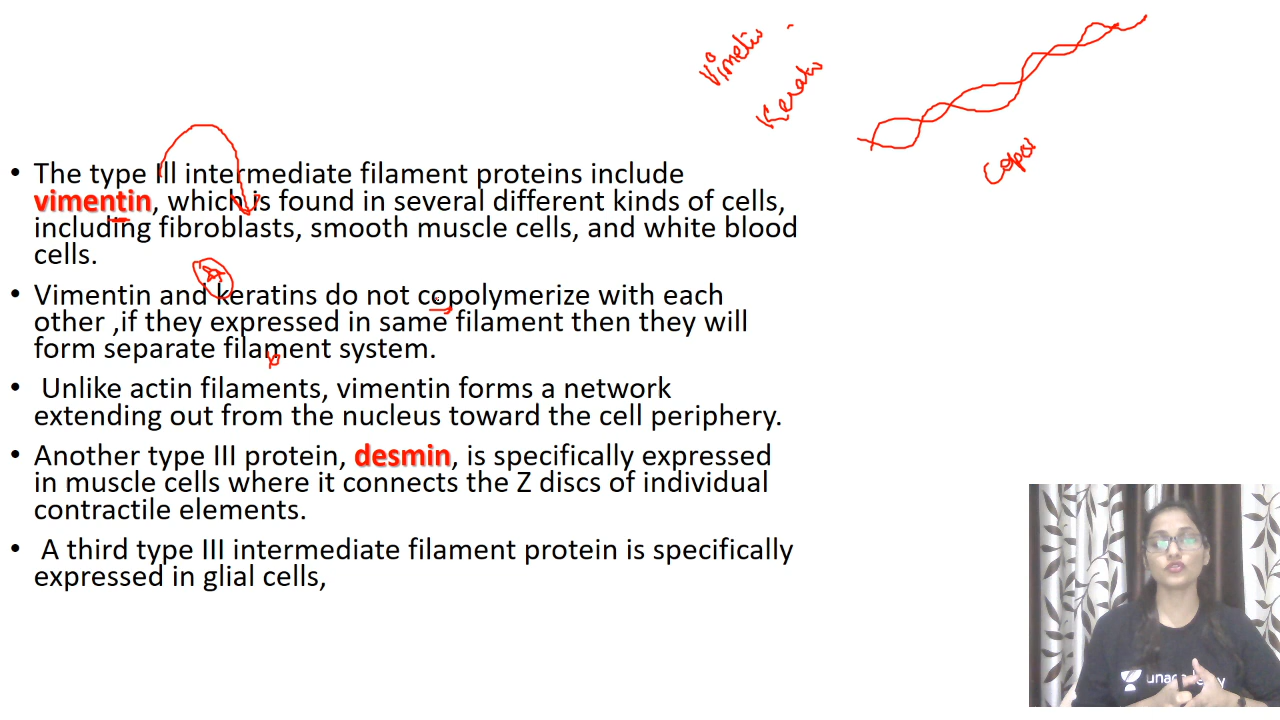 Vimetin
Keratin
Copol
• The type III intermediate filament proteins include
vimentin, which is found in several different kinds of cells,
including fibroblasts, smooth muscle cells, and white blood
cells.
• Vimentin and keratins do not copolymerize with each
other ,if they expressed in same filament then they will
form separate filament system.
• Unlike actin filaments, vimentin forms a network
extending out from the nucleus toward the cell periphery.
• Another type III protein, desmin, is specifically expressed
in muscle cells where it connects the Z discs of individual
contractile elements.
• A third type III intermediate filament protein is specifically
expressed in glial cells,